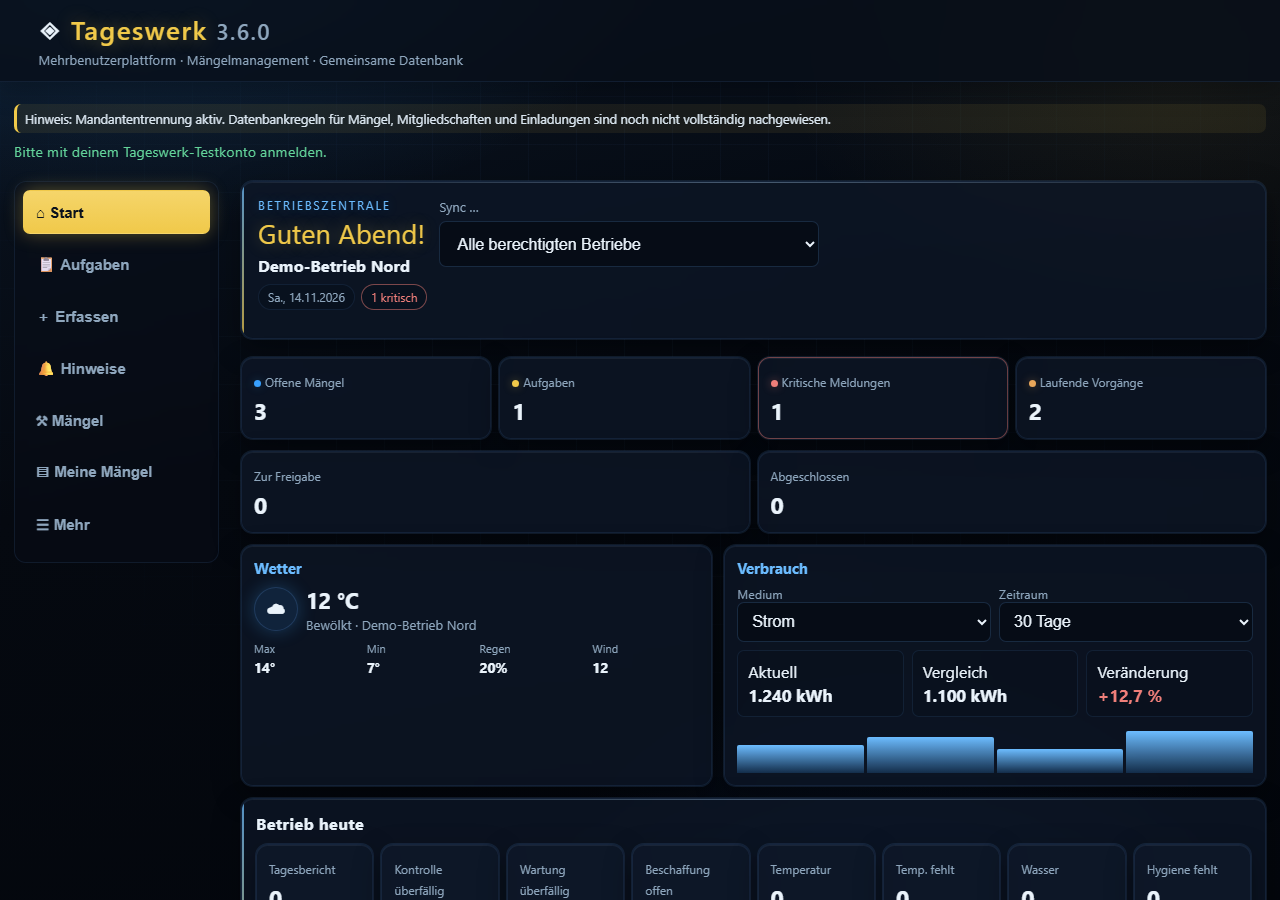 Tageswerk 3.6.0
Mehrbenutzerplattform · Mängelmanagement · Gemeinsame Datenbank
Hinweis: Mandantentrennung aktiv. Datenbankregeln für Mängel, Mitgliedschaften und Einladungen sind noch nicht vollständig nachgewiesen.
Bitte mit deinem Tageswerk-Testkonto anmelden.
Start
Aufgaben
Erfassen
Hinweise
Mängel
Meine Mängel
Mehr
BETRIEBSZENTRALE
Guten Abend!
Demo-Betrieb Nord
Sa., 14.11.2026
1 kritisch
Sync ...
Alle berechtigten Betriebe
Offene Mängel
3
Aufgaben
1
Kritische Meldungen
1
Laufende Vorgänge
2
Zur Freigabe
0
Abgeschlossen
0
Wetter
12 °C
Bewölkt · Demo-Betrieb Nord
Max
14°
Min
7°
Regen
20%
Wind
12
Verbrauch
Medium
Strom
Zeitraum
30 Tage
Aktuell
1.240 kWh
Vergleich
1.100 kWh
Veränderung
+12,7 %
Betrieb heute
Tagesbericht
0
Kontrolle
überfällig
Wartung
überfällig
Beschaffung
offen
Temperatur
0
Temp. fehlt
0
Wasser
0
Hygiene fehlt
0